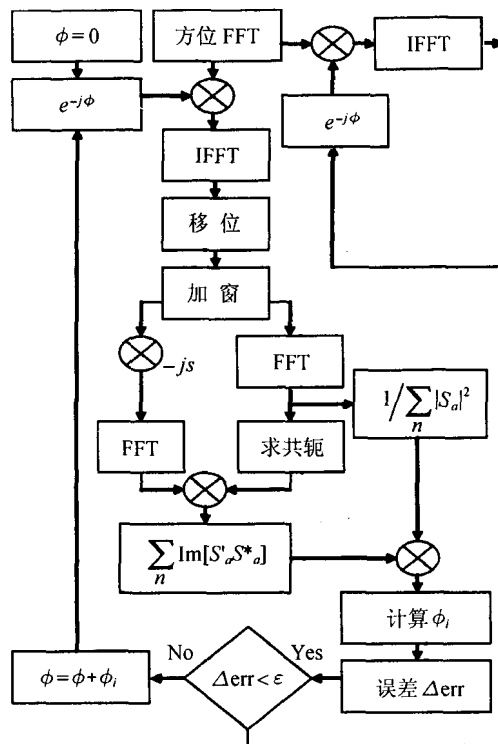 ϕ=0
方位 FFT
IFFT
e^{-jϕ}
e^{-jϕ}
IFFT
移 位
加 窗
-js
FFT
1/∑_n |S_a|^2
FFT
求共轭
∑_n Im[S'_a S*_a]
计算 ϕ_i
No
Yes
ϕ=ϕ+ϕ_i
Δerr<ε
误差 Δerr